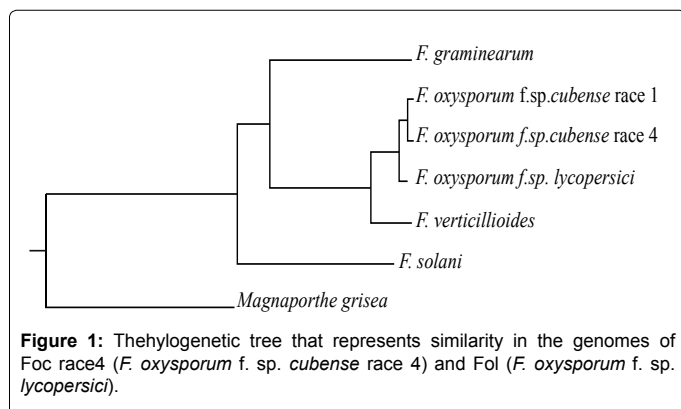 F. graminearum
F. oxysporum f.sp.cubense race 1
F. oxysporum f.sp.cubense race 4
F. oxysporum f.sp. lycopersici
F. verticillioides
F. solani
Magnaporthe grisea
Figure 1: Thehylogenetic tree that represents similarity in the genomes of
Foc race4 (F. oxysporum f. sp. cubense race 4) and Fol (F. oxysporum f. sp.
lycopersici).